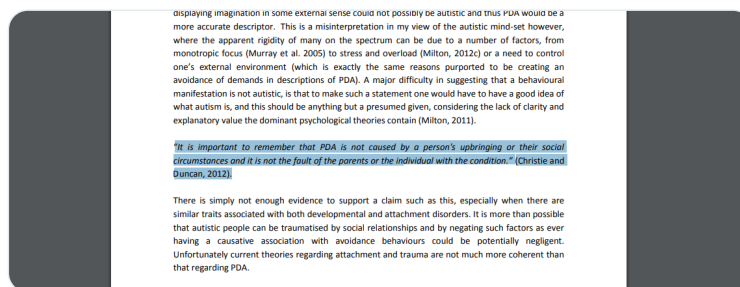 displaying imagination in some external sense could not possibly be autistic and thus PDA would be a
more accurate descriptor. This is a misinterpretation in my view of the autistic mind-set however,
where the apparent rigidity of many on the spectrum can be due to a number of factors, from
monotropic focus (Murray et al. 2005) to stress and overload (Milton, 2012c) or a need to control
one's external environment (which is exactly the same reasons purported to be creating an
avoidance of demands in descriptions of PDA). A major difficulty in suggesting that a behavioural
manifestation is not autistic, is that to make such a statement one would have to have a good idea of
what autism is, and this should be anything but a presumed given, considering the lack of clarity and
explanatory value the dominant psychological theories contain (Milton, 2011).
"It is important to remember that PDA is not caused by a person's upbringing or their social
circumstances and it is not the fault of the parents or the individual with the condition." (Christie and
Duncan, 2012).
There is simply not enough evidence to support a claim such as this, especially when there are
similar traits associated with both developmental and attachment disorders. It is more than possible
that autistic people can be traumatised by social relationships and by negating such factors as ever
having a causative association with avoidance behaviours could be potentially negligent.
Unfortunately current theories regarding attachment and trauma are not much more coherent than
that regarding PDA.